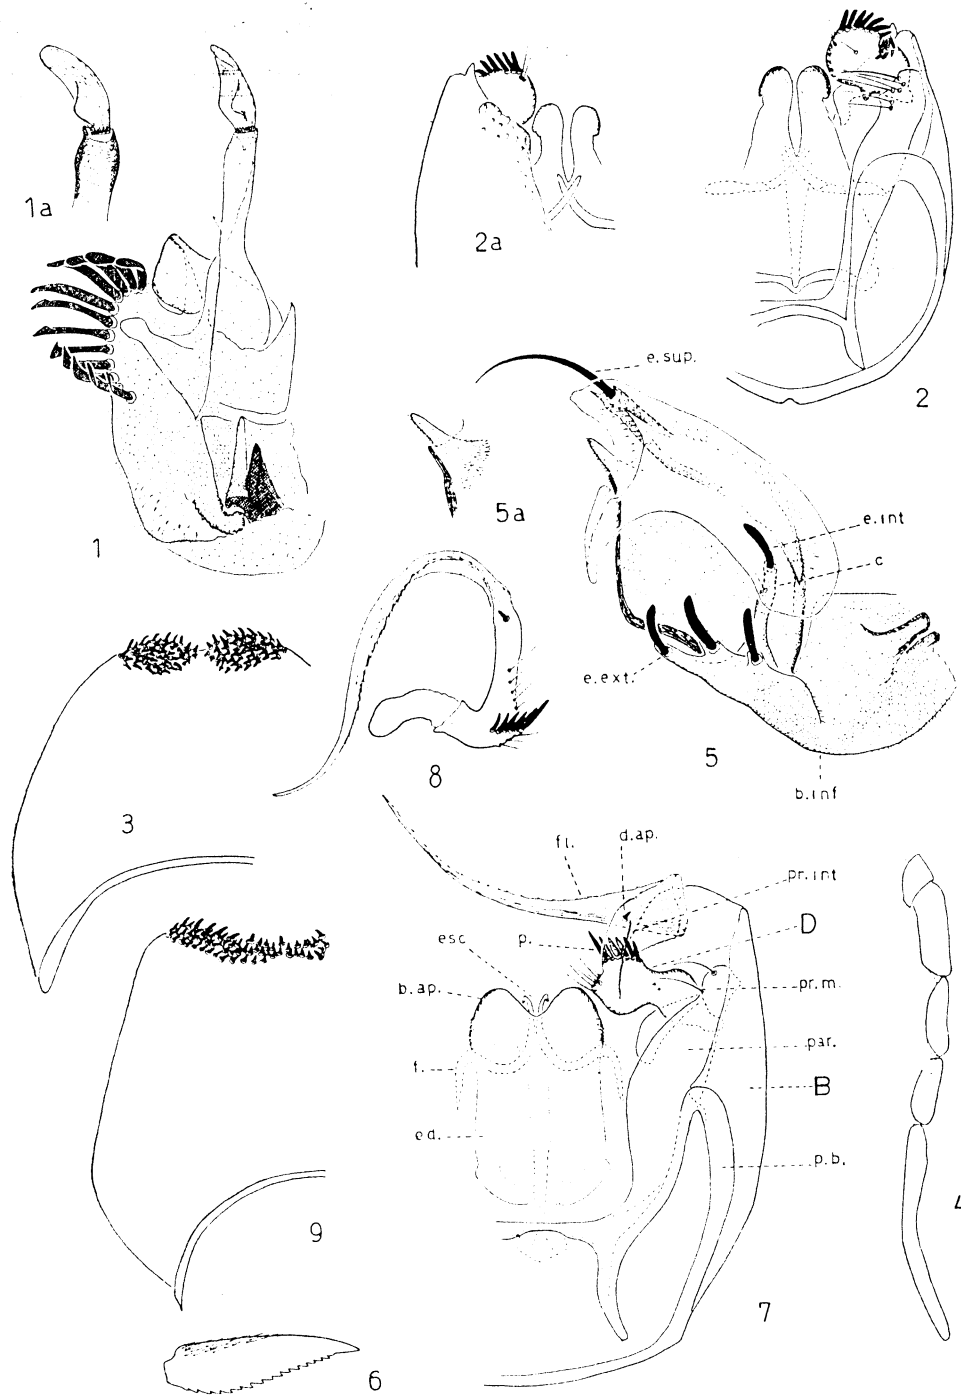 1a
2a
1
2
e.sup.
5a
e.int
c
e.ext.
5
b.inf
8
3
fl.
d.ap.
pr.int
esc
p.
D
b.ap.
pr.m.
par.
f.
B
ed.
p.b.
4
9
7
6